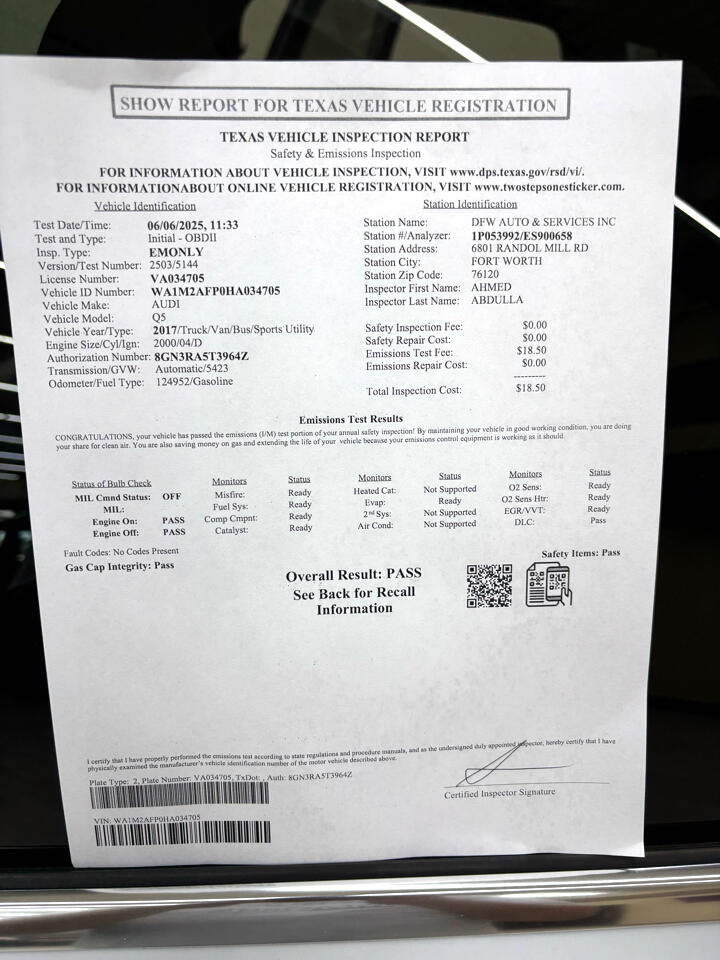 SHOW REPORT FOR TEXAS VEHICLE REGISTRATION
TEXAS VEHICLE INSPECTION REPORT
Safety & Emissions Inspection
FOR INFORMATION ABOUT VEHICLE INSPECTION, VISIT www.dps.texas.gov/rsd/vi/.
FOR INFORMATIONABOUT ONLINE VEHICLE REGISTRATION, VISIT www.twostepsonesticker.com.
Vehicle Identification
Test Date/Time: 06/06/2025, 11:33
Test and Type: Initial - OBDII
Insp. Type: EMONLY
Version/Test Number: 2503/5144
License Number: VA034705
Vehicle ID Number: WA1M2AFP0HA034705
Vehicle Make: AUDI
Vehicle Model: Q5
Vehicle Year/Type: 2017/Truck/Van/Bus/Sports Utility
Engine Size/Cyl/Ign: 2000/04/D
Authorization Number: 8GN3RA5T3964Z
Transmission/GVW: Automatic/5423
Odometer/Fuel Type: 124952/Gasoline
Station Identification
Station Name: DFW AUTO & SERVICES INC
Station #/Analyzer: 1P053992/ES900658
Station Address: 6801 RANDOL MILL RD
Station City: FORT WORTH
Station Zip Code: 76120
Inspector First Name: AHMED
Inspector Last Name: ABDULLA
Safety Inspection Fee: $0.00
Safety Repair Cost: $0.00
Emissions Test Fee: $18.50
Emissions Repair Cost: $0.00
---------
Total Inspection Cost: $18.50
Emissions Test Results
CONGRATULATIONS, your vehicle has passed the emissions (I/M) test portion of your annual safety inspection! By maintaining your vehicle in good working condition, you are doing
your share for clean air. You are also saving money on gas and extending the life of your vehicle because your emissions control equipment is working as it should.
Status of Bulb Check
MIL Cmnd Status: OFF
MIL:
Engine On: PASS
Engine Off: PASS
Monitors Status
Misfire: Ready
Fuel Sys: Ready
Comp Cmpnt: Ready
Catalyst: Ready
Monitors Status
Heated Cat: Not Supported
Evap: Ready
2nd Sys: Not Supported
Air Cond: Not Supported
Monitors Status
O2 Sens: Ready
O2 Sens Htr: Ready
EGR/VVT: Ready
DLC: Pass
Fault Codes: No Codes Present
Gas Cap Integrity: Pass
Safety Items: Pass
Overall Result: PASS
See Back for Recall
Information
I certify that I have properly performed the emissions test according to state regulations and procedure manuals, and as the undersigned duly appointed inspector, hereby certify that I have
physically examined the manufacturer's vehicle identification number of the motor vehicle described above.
Plate Type: 2, Plate Number: VA034705, TxDot: , Auth: 8GN3RA5T3964Z
Certified Inspector Signature
VIN: WA1M2AFP0HA034705